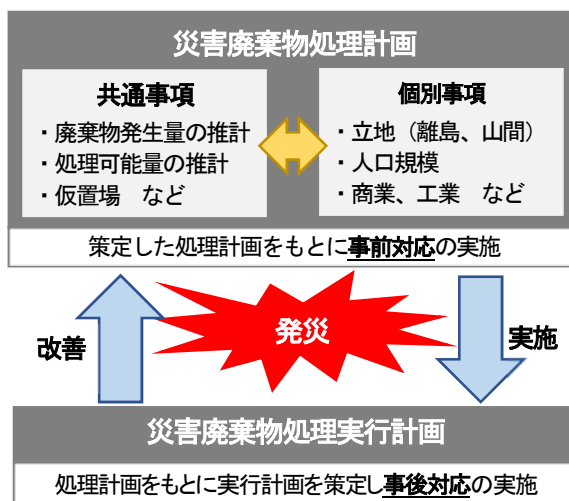 災害廃棄物処理計画
共通事項
・廃棄物発生量の推計
・処理可能量の推計
・仮置場　など
個別事項
・立地（離島、山間）
・人口規模
・商業、工業　など
策定した処理計画をもとに事前対応の実施
改善
発災
実施
災害廃棄物処理実行計画
処理計画をもとに実行計画を策定し事後対応の実施